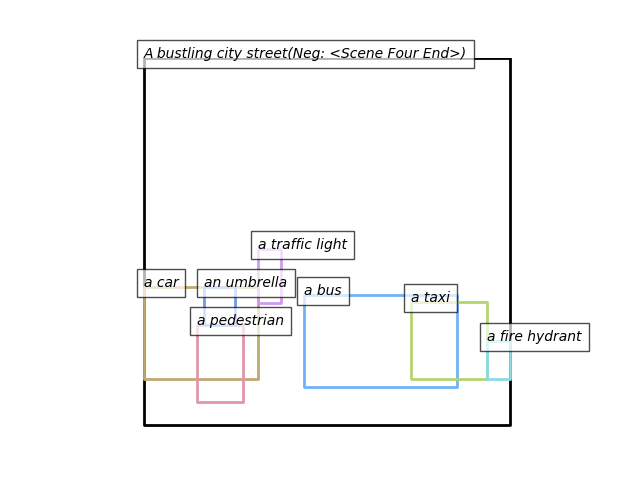 A bustling city street(Neg: <Scene Four End>)
a traffic light
a car
an umbrella
a bus
a taxi
a pedestrian
a fire hydrant